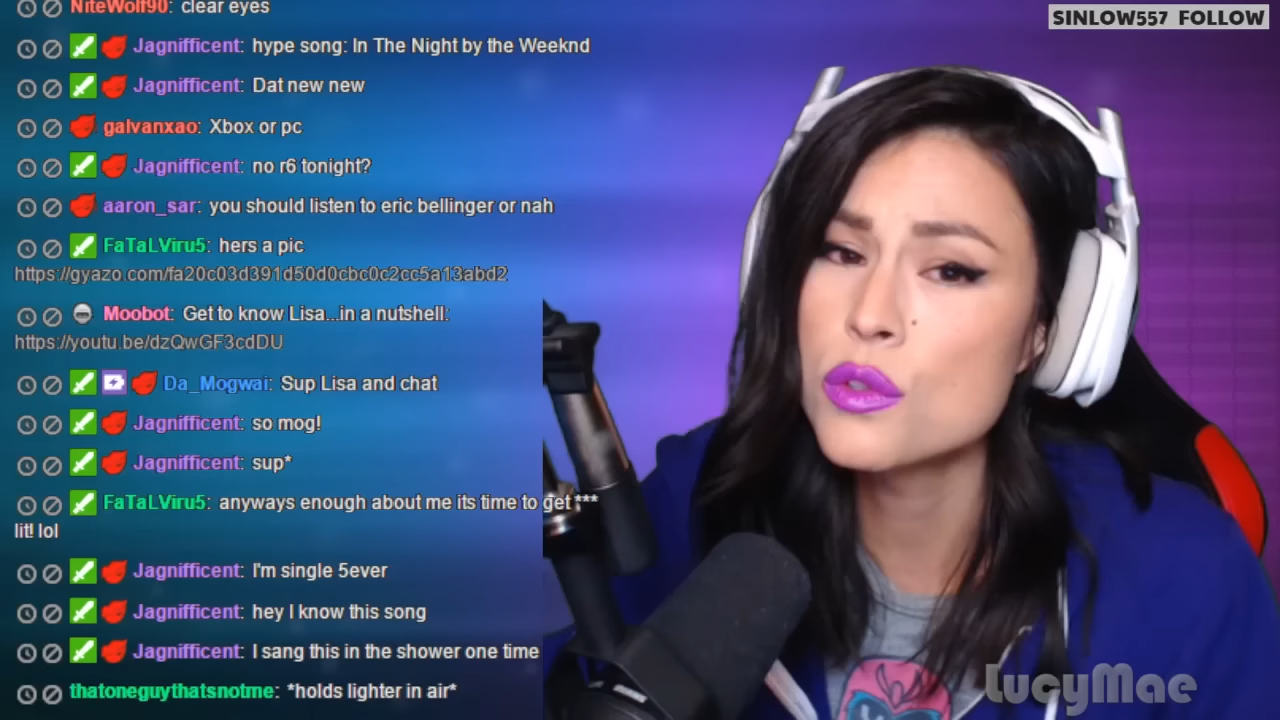 NiteWolf90: clear eyes
SINLOW557 FOLLOW
Jagnifficent: hype song: In The Night by the Weeknd
Jagnifficent: Dat new new
galvanxao: Xbox or pc
Jagnifficent: no r6 tonight?
aaron_sar: you should listen to eric bellinger or nah
FaTaLViru5: hers a pic
https://gyazo.com/fa20c03d391d50d0cbc0c2cc5a13abd2
Moobot: Get to know Lisa...in a nutshell:
https://youtu.be/dzQwGF3cdDU
Da_Mogwai: Sup Lisa and chat
Jagnifficent: so mog!
Jagnifficent: sup*
FaTaLViru5: anyways enough about me its time to get ***
lit! lol
Jagnifficent: I'm single 5ever
Jagnifficent: hey I know this song
Jagnifficent: I sang this in the shower one time
thatoneguythatsnotme: *holds lighter in air*
LucyMae